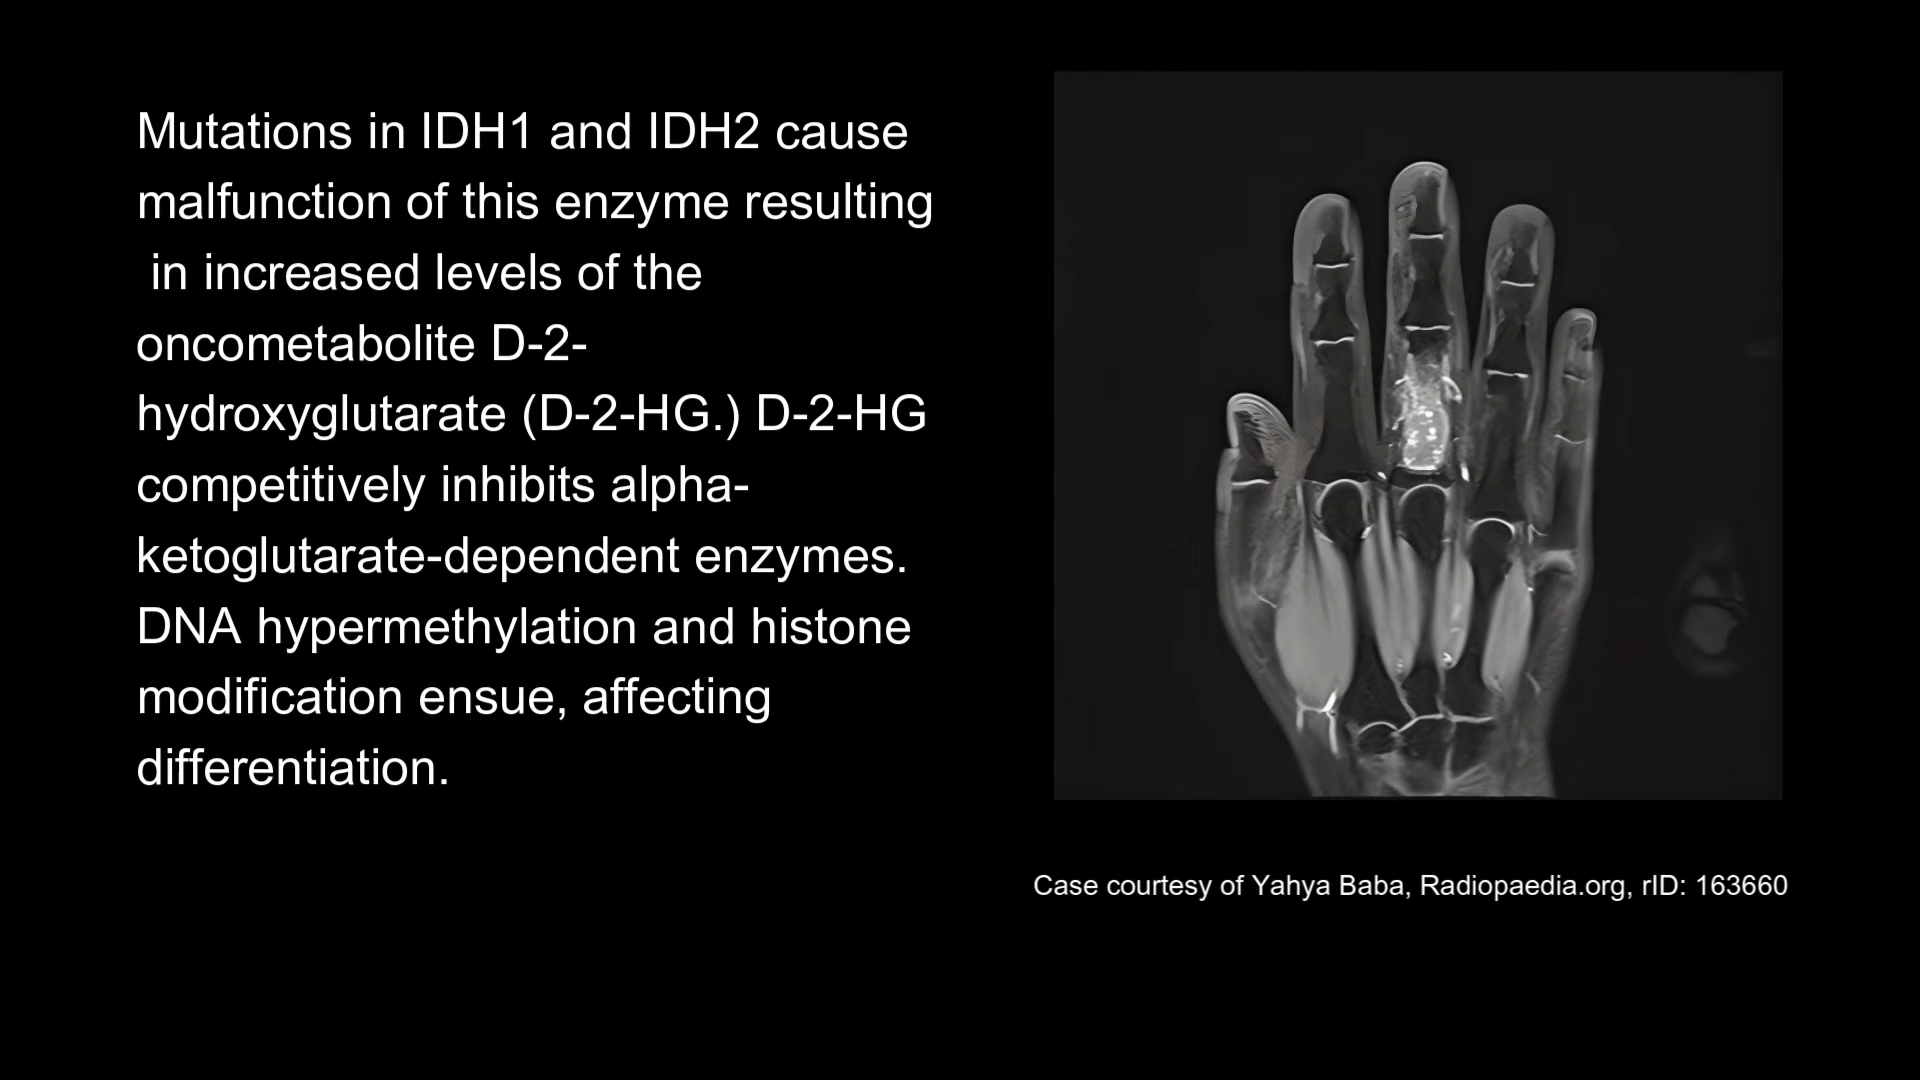 Mutations in IDH1 and IDH2 cause
malfunction of this enzyme resulting
in increased levels of the
oncometabolite D-2-
hydroxyglutarate (D-2-HG.) D-2-HG
competitively inhibits alpha-
ketoglutarate-dependent enzymes.
DNA hypermethylation and histone
modification ensue, affecting
differentiation.
Case courtesy of Yahya Baba, Radiopaedia.org, rID: 163660